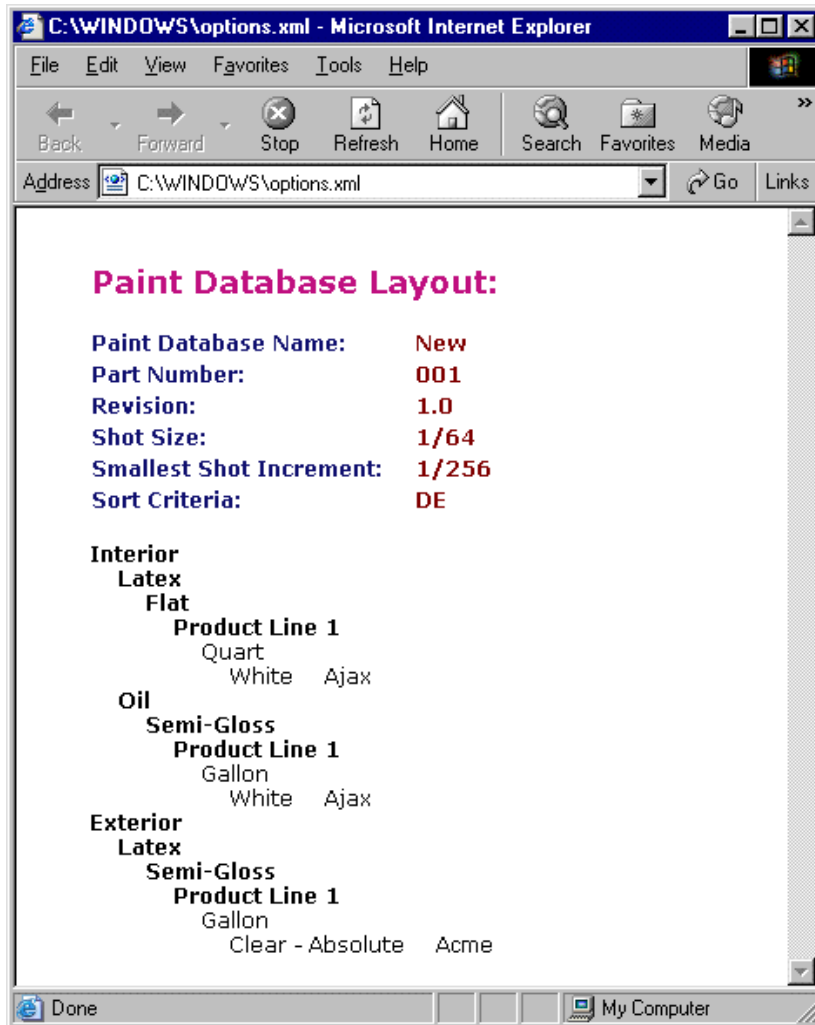 C:\WINDOWS\options.xml - Microsoft Internet Explorer
File Edit View Favorites Tools Help
Back Forward Stop Refresh Home Search Favorites Media »
Address C:\WINDOWS\options.xml Go Links
Paint Database Layout:
Paint Database Name: New
Part Number: 001
Revision: 1.0
Shot Size: 1/64
Smallest Shot Increment: 1/256
Sort Criteria: DE
Interior
Latex
Flat
Product Line 1
Quart
White Ajax
Oil
Semi-Gloss
Product Line 1
Gallon
White Ajax
Exterior
Latex
Semi-Gloss
Product Line 1
Gallon
Clear - Absolute Acme
Done My Computer